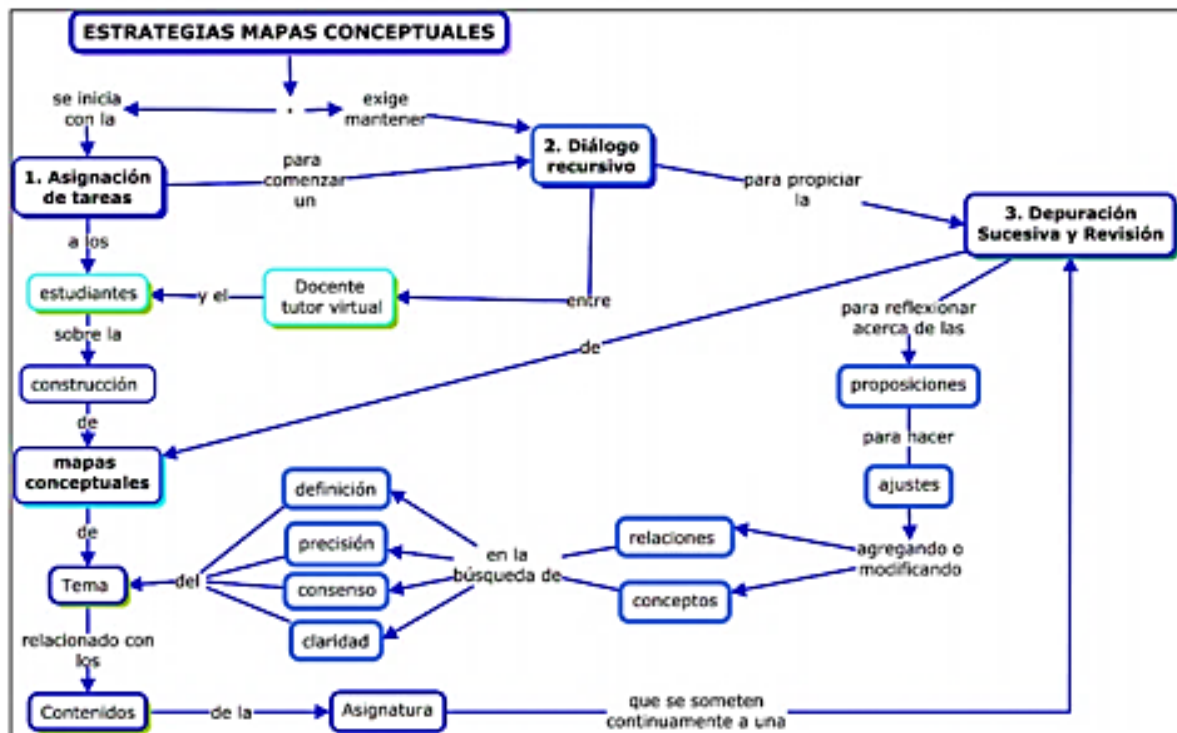 ESTRATEGIAS MAPAS CONCEPTUALES
se inicia
con la
exige
mantener
1. Asignación
de tareas
para
comenzar
un
2. Diálogo
recursivo
para propiciar
la
3. Depuración
Sucesiva y Revisión
a los
estudiantes
y el
Docente
tutor virtual
entre
para reflexionar
acerca de las
sobre la
construcción
de
proposiciones
de
mapas
conceptuales
para hacer
ajustes
definición
precisión
consenso
claridad
en la
búsqueda de
relaciones
conceptos
agregando o
modificando
de
Tema
del
relacionado con
los
Contenidos
de la
Asignatura
que se someten
continuamente a una